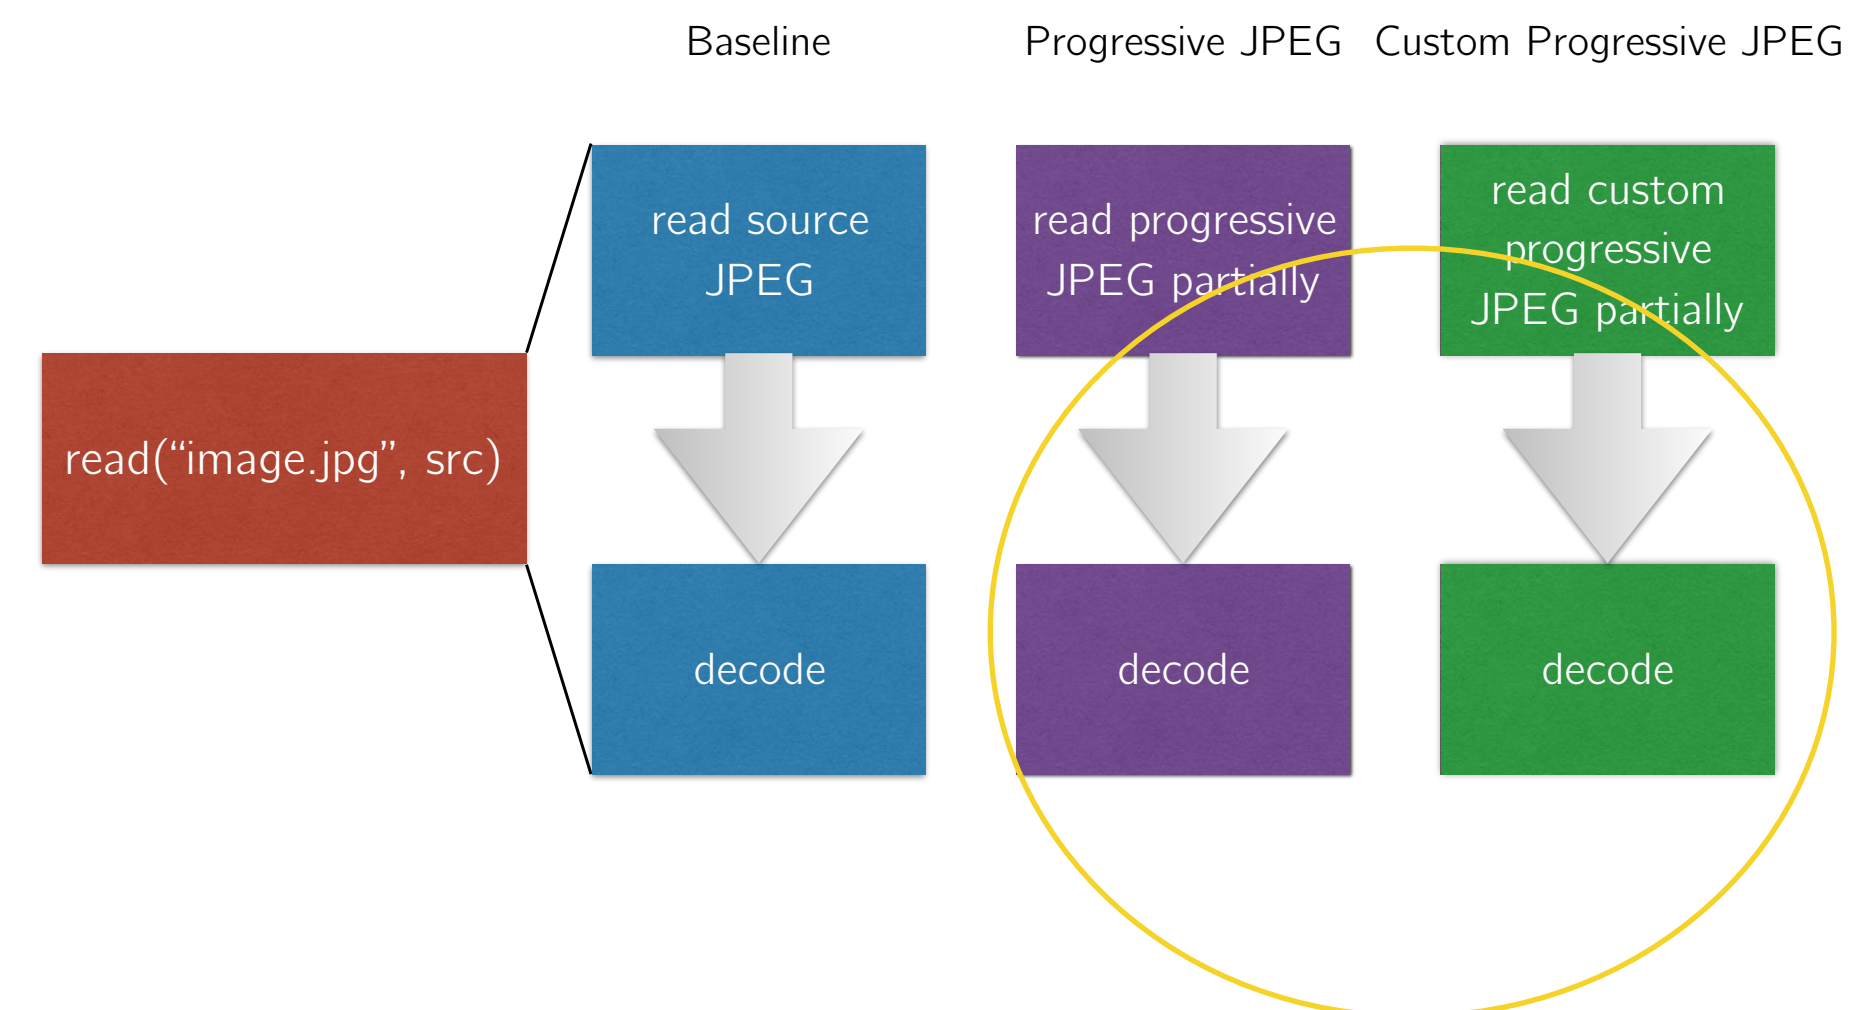 Baseline
Progressive JPEG
Custom Progressive JPEG
read source
JPEG
read progressive
JPEG partially
read custom
progressive
JPEG partially
read(“image.jpg”, src)
decode
decode
decode